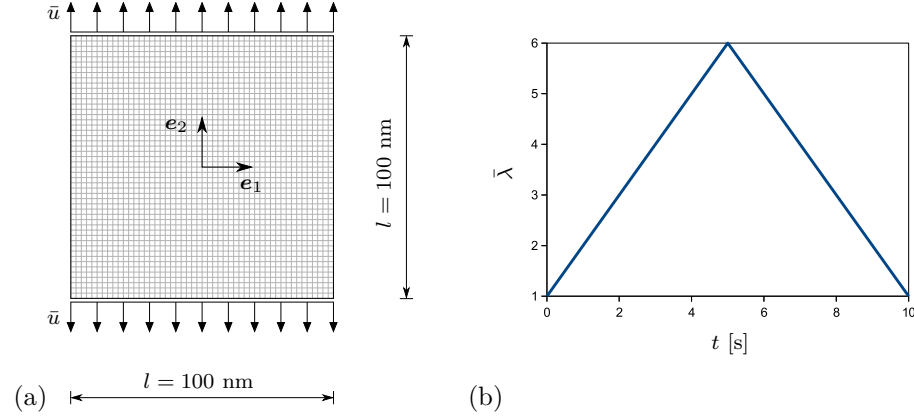 ū
e₂
e₁
l = 100 nm
ū
l = 100 nm
(a)
λ̄
6
5
4
3
2
1
0 2 4 6 8 10
t [s]
(b)